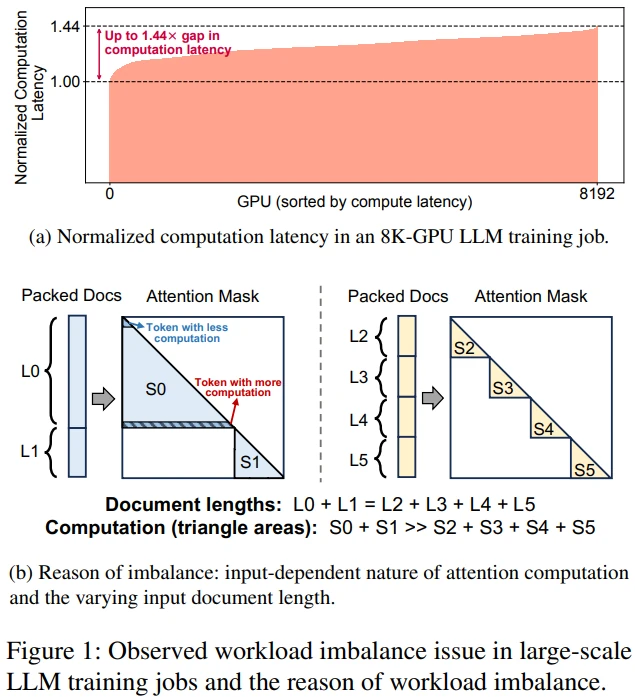 Normalized Computation
Latency
1.44
1.00
Up to 1.44× gap in
computation latency
0
8192
GPU (sorted by compute latency)
(a) Normalized computation latency in an 8K-GPU LLM training job.
Packed Docs
Attention Mask
L0
L1
Token with less
computation
S0
Token with more
computation
S1
Packed Docs
Attention Mask
L2
L3
L4
L5
S2
S3
S4
S5
Document lengths: L0 + L1 = L2 + L3 + L4 + L5
Computation (triangle areas): S0 + S1 >> S2 + S3 + S4 + S5
(b) Reason of imbalance: input-dependent nature of attention computation
and the varying input document length.
Figure 1: Observed workload imbalance issue in large-scale
LLM training jobs and the reason of workload imbalance.